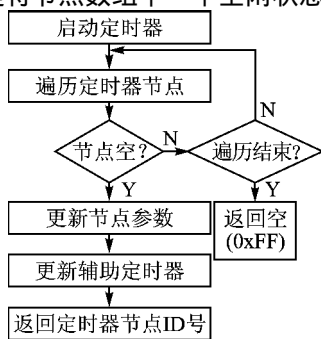 启动定时器
遍历定时器节点
N
节点空?
N
遍历结束?
Y
Y
更新节点参数
返回空
(0xFF)
更新辅助定时器
返回定时器节点ID号